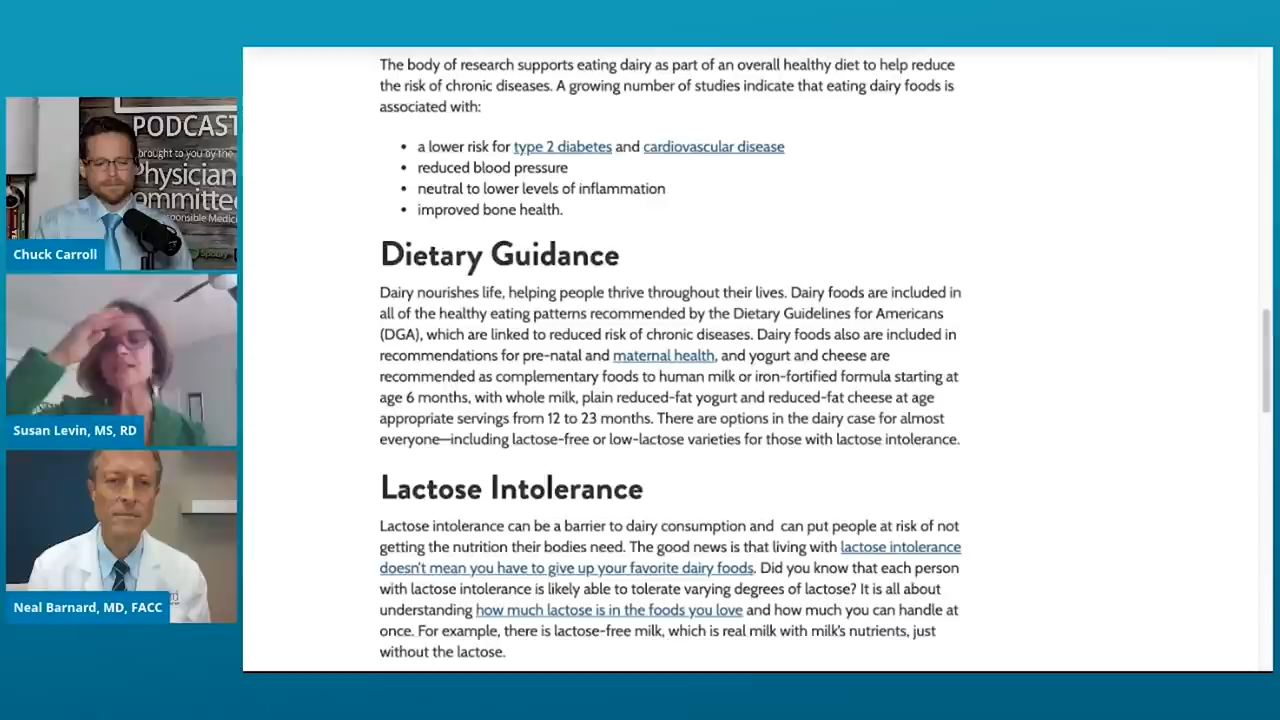 PODCAST
brought to you by the
Physician
ommitte
sponsible Medic
Chuck Carroll
Susan Levin, MS, RD
Neal Barnard, MD, FACC
The body of research supports eating dairy as part of an overall healthy diet to help reduce
the risk of chronic diseases. A growing number of studies indicate that eating dairy foods is
associated with:
• a lower risk for type 2 diabetes and cardiovascular disease
• reduced blood pressure
• neutral to lower levels of inflammation
• improved bone health.
Dietary Guidance
Dairy nourishes life, helping people thrive throughout their lives. Dairy foods are included in
all of the healthy eating patterns recommended by the Dietary Guidelines for Americans
(DGA), which are linked to reduced risk of chronic diseases. Dairy foods also are included in
recommendations for pre-natal and maternal health, and yogurt and cheese are
recommended as complementary foods to human milk or iron-fortified formula starting at
age 6 months, with whole milk, plain reduced-fat yogurt and reduced-fat cheese at age
appropriate servings from 12 to 23 months. There are options in the dairy case for almost
everyone—including lactose-free or low-lactose varieties for those with lactose intolerance.
Lactose Intolerance
Lactose intolerance can be a barrier to dairy consumption and can put people at risk of not
getting the nutrition their bodies need. The good news is that living with lactose intolerance
doesn't mean you have to give up your favorite dairy foods. Did you know that each person
with lactose intolerance is likely able to tolerate varying degrees of lactose? It is all about
understanding how much lactose is in the foods you love and how much you can handle at
once. For example, there is lactose-free milk, which is real milk with milk's nutrients, just
without the lactose.